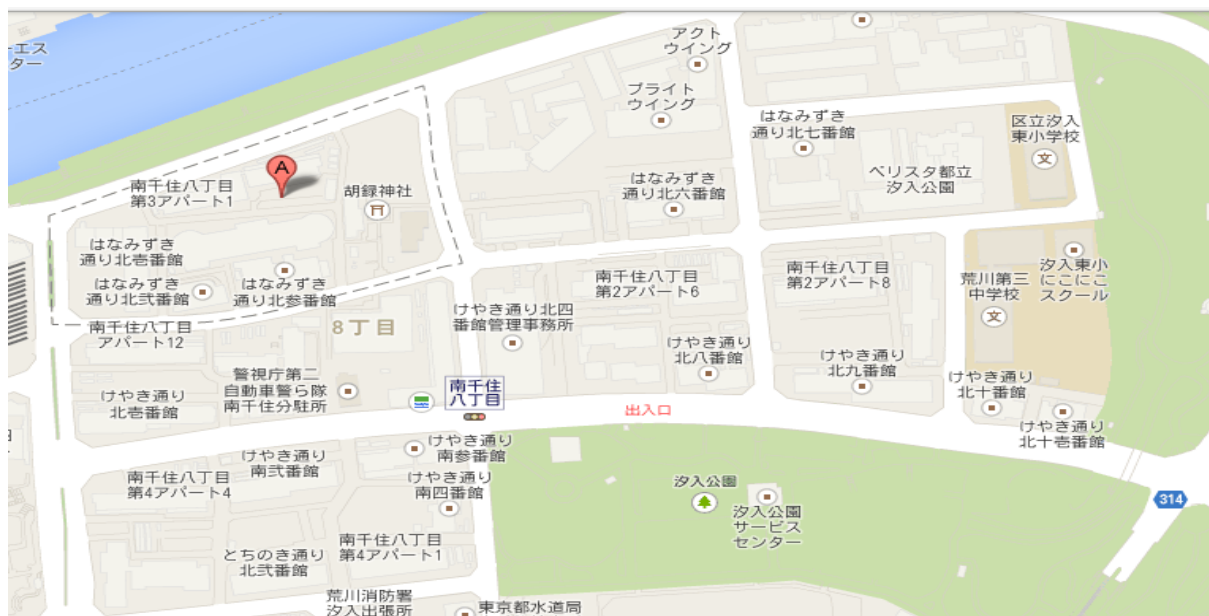 ーエス
ター
アクト
ウイング
ブライト
ウイング
はなみずき
通り北七番館
区立汐入
東小学校
文
A
南千住八丁目
第3アパート1
胡録神社
はなみずき
通り北六番館
ベリスタ都立
汐入公園
はなみずき
通り北壱番館
はなみずき
通り北弐番館
はなみずき
通り北参番館
南千住八丁目
第2アパート6
南千住八丁目
第2アパート8
荒川第三
中学校
文
汐入東小
にこにこ
スクール
南千住八丁目
アパート12
8丁目
けやき通り北四
番館管理事務所
けやき通り
北八番館
けやき通り
北九番館
警視庁第二
自動車警ら隊
南千住分駐所
けやき通り
北壱番館
南千住
八丁目
出入口
けやき通り
北十番館
けやき通り
北十壱番館
けやき通り
南参番館
けやき通り
南弐番館
南千住八丁目
第4アパート4
けやき通り
南四番館
汐入公園
汐入公園
サービス
センター
314
とちのき通り
北弐番館
南千住八丁目
第4アパート1
荒川消防署
汐入出張所
東京都水道局